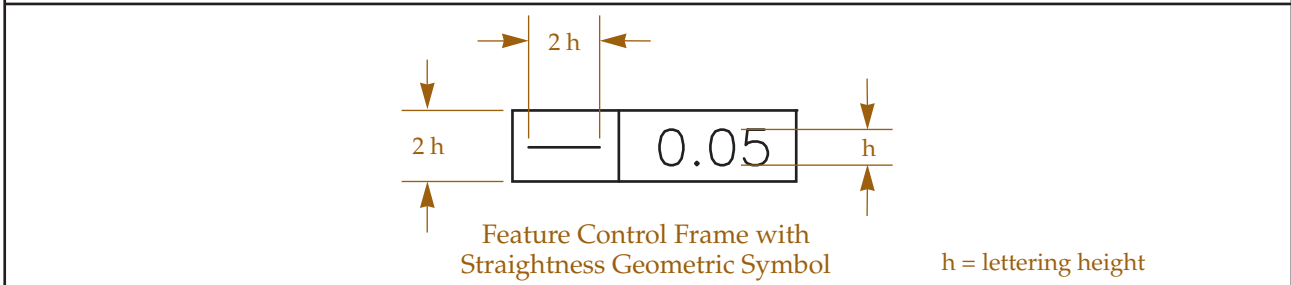 2 h
2 h
0.05
h
Feature Control Frame with
Straightness Geometric Symbol
h = lettering height